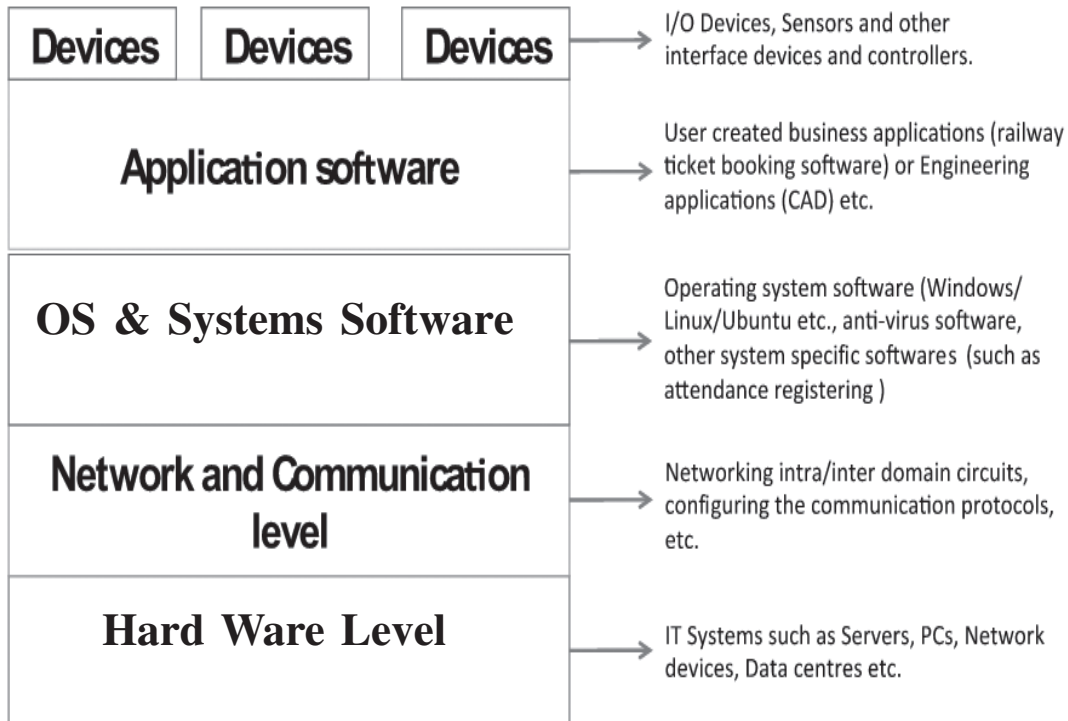 Devices Devices Devices
I/O Devices, Sensors and other
interface devices and controllers.
Application software
User created business applications (railway
ticket booking software) or Engineering
applications (CAD) etc.
OS & Systems Software
Operating system software (Windows/
Linux/Ubuntu etc., anti-virus software,
other system specific softwares (such as
attendance registering )
Network and Communication
level
Networking intra/inter domain circuits,
configuring the communication protocols,
etc.
Hard Ware Level
IT Systems such as Servers, PCs, Network
devices, Data centres etc.